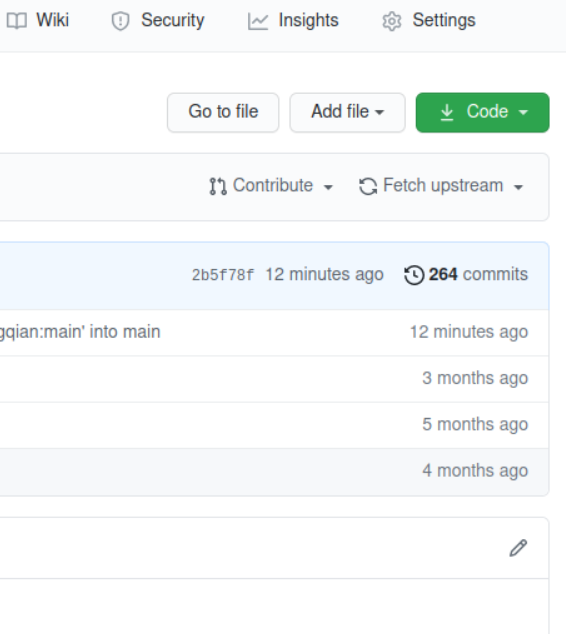 Wiki Security Insights Settings
Go to file Add file Code
Contribute Fetch upstream
2b5f78f 12 minutes ago 264 commits
gqian:main' into main 12 minutes ago
3 months ago
5 months ago
4 months ago